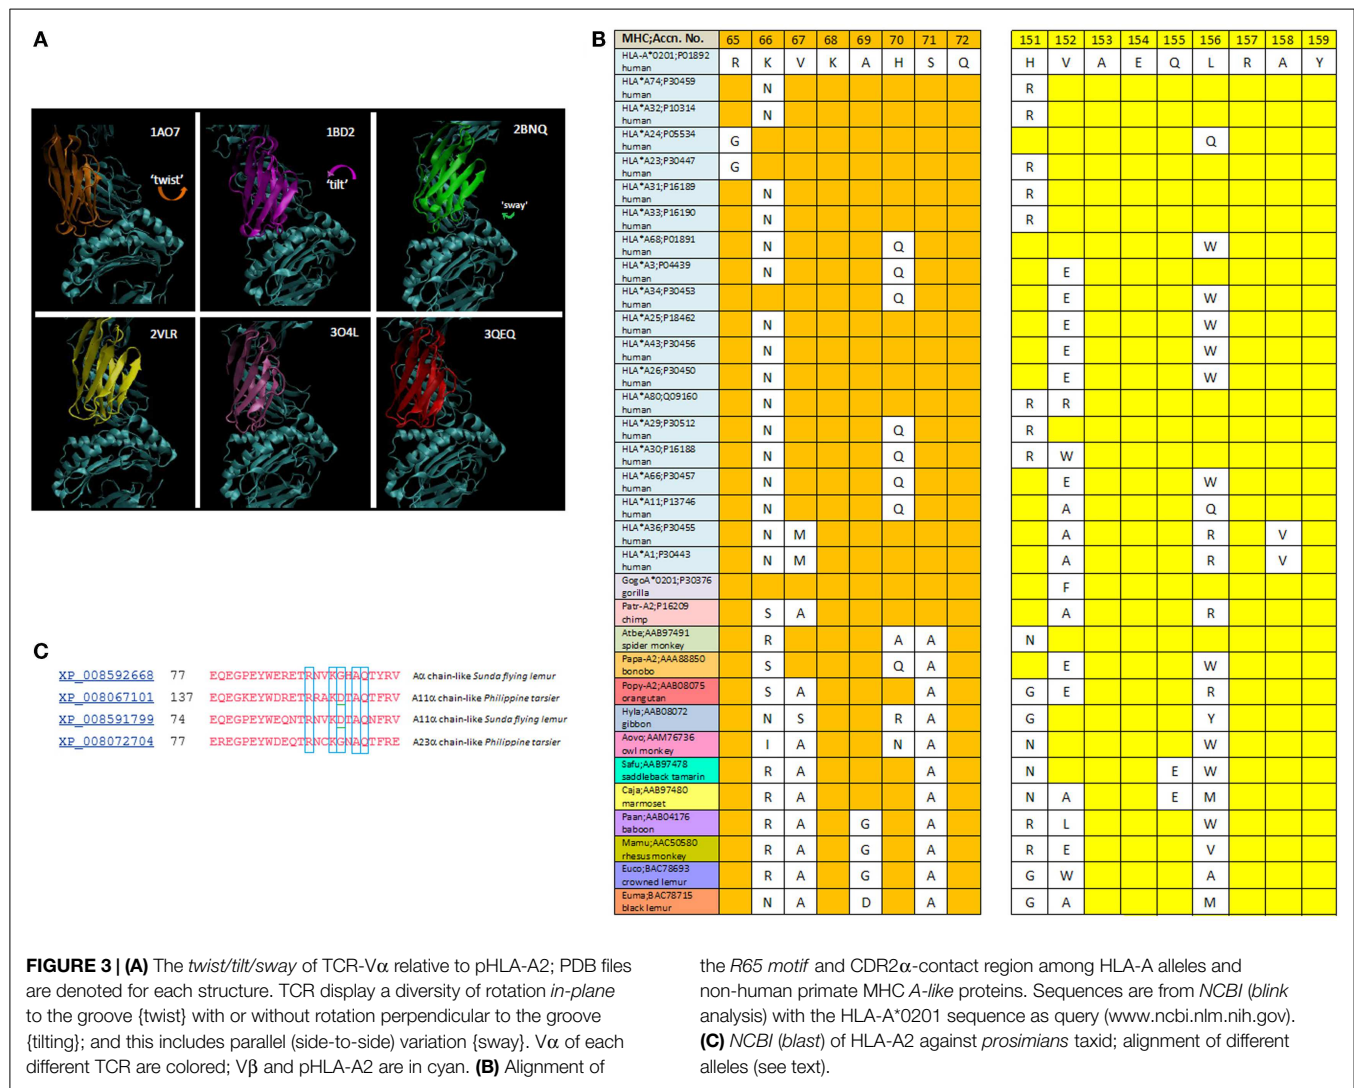 A
1AO7
'twist'
1BD2
'tilt'
2BNQ
'sway'
2VLR
3O4L
3QEQ
B
MHC;Accn. No. 65 66 67 68 69 70 71 72 151 152 153 154 155 156 157 158 159
HLA-A*0201;P01892
human R K V K A H S Q H V A E Q L R A Y
HLA*A74;P30459
human N R
HLA*A32;P10314
human N R
HLA*A24;P05534
human G Q
HLA*A23;P30447
human G R
HLA*A31;P16189
human N R
HLA*A33;P16190
human N R
HLA*A68;P01891
human N Q W
HLA*A3;P04439
human N Q E
HLA*A34;P30453
human Q E W
HLA*A25;P18462
human N E W
HLA*A43;P30456
human N E W
HLA*A26;P30450
human N E W
HLA*A80;Q09160
human N R R
HLA*A29;P30512
human N Q R
HLA*A30;P16188
human N Q R W
HLA*A66;P30457
human N Q E W
HLA*A11;P13746
human N Q A Q
HLA*A36;P30455
human N M A R V
HLA*A1;P30443
human N M A R V
GogoA*0201;P30376
gorilla F
Patr-A2;P16209
chimp S A A R
Atbe;AAB97491
spider monkey R A A N
Papa-A2;AAA88850
bonobo S Q E W
Popy-A2;AAB08075
orangutan S A A G E R
Hyla;AAB08072
gibbon N S R A G Y
Aovo;AAM76736
owl monkey I A N A N W
Safu;AAB97478
saddleback tamarin R A A N E W
Caja;AAB97480
marmoset R A A N A E M
Paan;AAB04176
baboon R A G A R L W
Mamu;AAC50580
rhesus monkey R A G A R E V
Euco;BAC78693
crowned lemur R A G A G W A
Euma;BAC78715
black lemur N A D A G A M
C
XP_008592668 77 EQEGPEYWERETRNVKGHAQTYRV Aα chain-like Sunda flying lemur
XP_008067101 137 EQEGKEYWDRETRRAKDTAQTFRV A11α chain-like Philippine tarsier
XP_008591799 74 EQEGPEYWEQNTRNVKDTAQNFRV A11α chain-like Sunda flying lemur
XP_008072704 77 EREGPEYWDEQTRNCKGNAQTFRE A23α chain-like Philippine tarsier
FIGURE 3 | (A) The twist/tilt/sway of TCR-Vα relative to pHLA-A2; PDB files
are denoted for each structure. TCR display a diversity of rotation in-plane
to the groove {twist} with or without rotation perpendicular to the groove
{tilting}; and this includes parallel (side-to-side) variation {sway}. Vα of each
different TCR are colored; Vβ and pHLA-A2 are in cyan. (B) Alignment of
the R65 motif and CDR2α-contact region among HLA-A alleles and
non-human primate MHC A-like proteins. Sequences are from NCBI (blink
analysis) with the HLA-A*0201 sequence as query (www.ncbi.nlm.nih.gov).
(C) NCBI (blast) of HLA-A2 against prosimians taxid; alignment of different
alleles (see text).